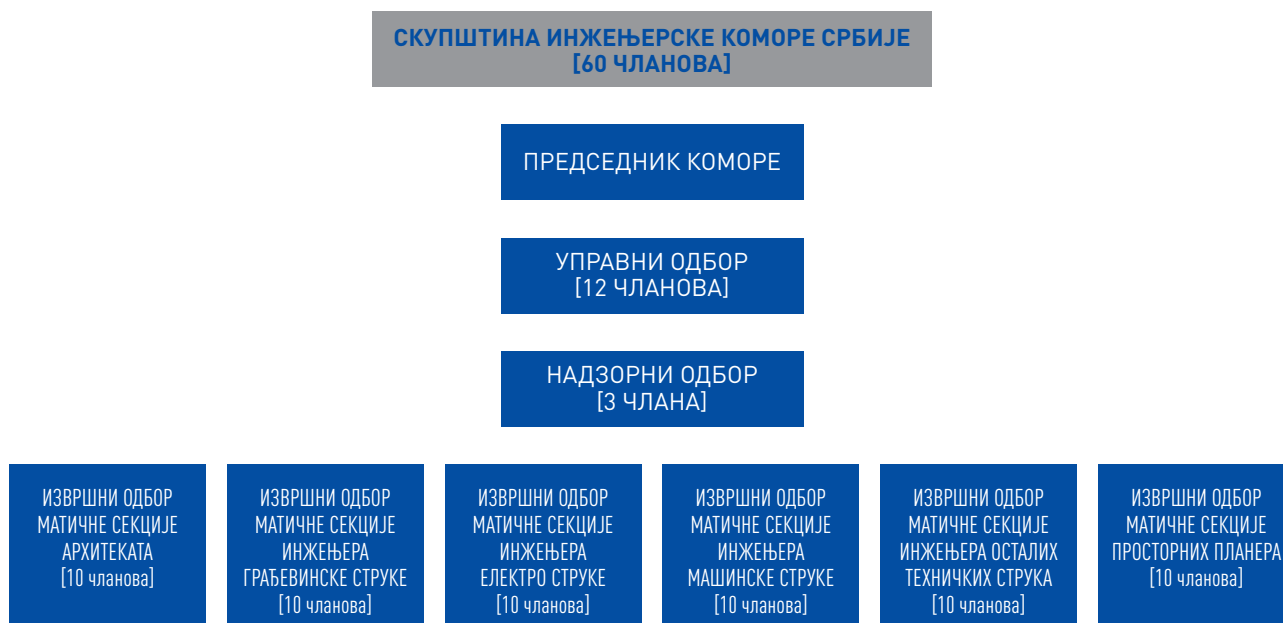 СКУПШТИНА ИНЖЕЊЕРСКЕ КОМОРЕ СРБИЈЕ
[60 ЧЛАНОВА]
ПРЕДСЕДНИК КОМОРЕ
УПРАВНИ ОДБОР
[12 ЧЛАНОВА]
НАДЗОРНИ ОДБОР
[3 ЧЛАНА]
ИЗВРШНИ ОДБОР
МАТИЧНЕ СЕКЦИЈЕ
АРХИТЕКАТА
[10 чланова]
ИЗВРШНИ ОДБОР
МАТИЧНЕ СЕКЦИЈЕ
ИНЖЕЊЕРА
ГРАЂЕВИНСКЕ СТРУКЕ
[10 чланова]
ИЗВРШНИ ОДБОР
МАТИЧНЕ СЕКЦИЈЕ
ИНЖЕЊЕРА
ЕЛЕКТРО СТРУКЕ
[10 чланова]
ИЗВРШНИ ОДБОР
МАТИЧНЕ СЕКЦИЈЕ
ИНЖЕЊЕРА
МАШИНСКЕ СТРУКЕ
[10 чланова]
ИЗВРШНИ ОДБОР
МАТИЧНЕ СЕКЦИЈЕ
ИНЖЕЊЕРА ОСТАЛИХ
ТЕХНИЧКИХ СТРУКА
[10 чланова]
ИЗВРШНИ ОДБОР
МАТИЧНЕ СЕКЦИЈЕ
ПРОСТОРНИХ ПЛАНЕРА
[10 чланова]